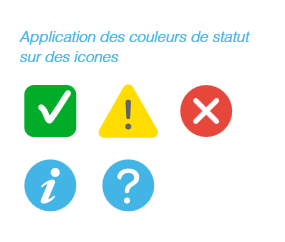 Application des couleurs de statut
sur des icones
!
i
?